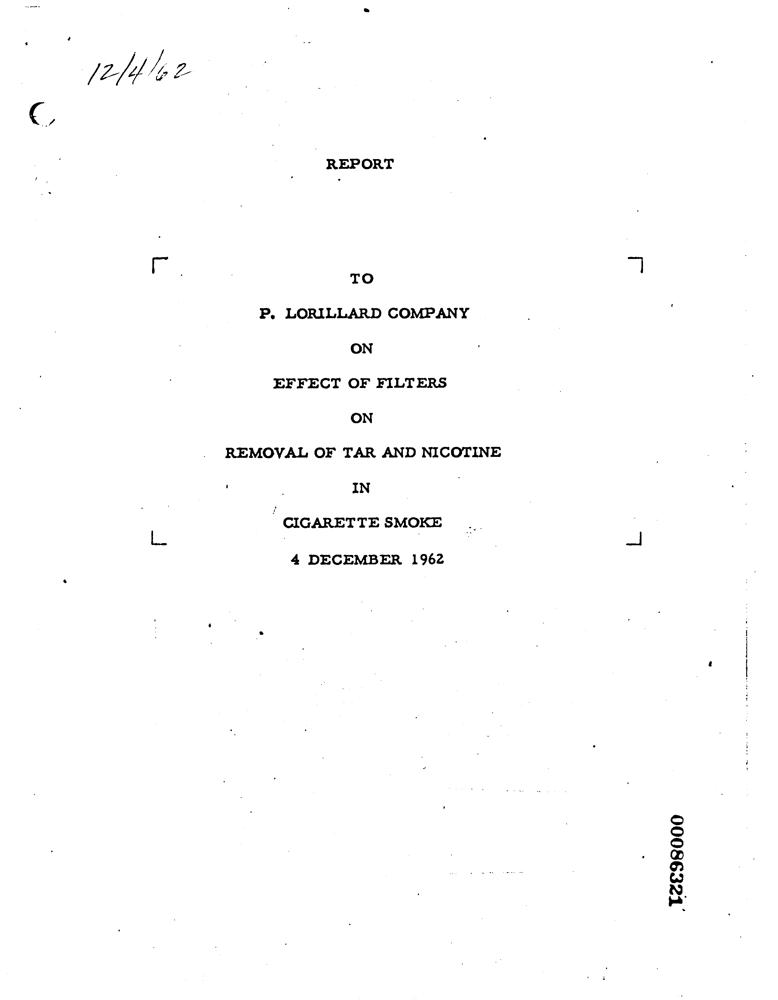 12/4/62
REPORT
TO
P. LORILLARD COMPANY
ON
EFFECT OF FILTERS
ON
REMOVAL OF TAR AND NICOTINE
IN
CIGARETTE SMOKE
4 DECEMBER 1962
00086321